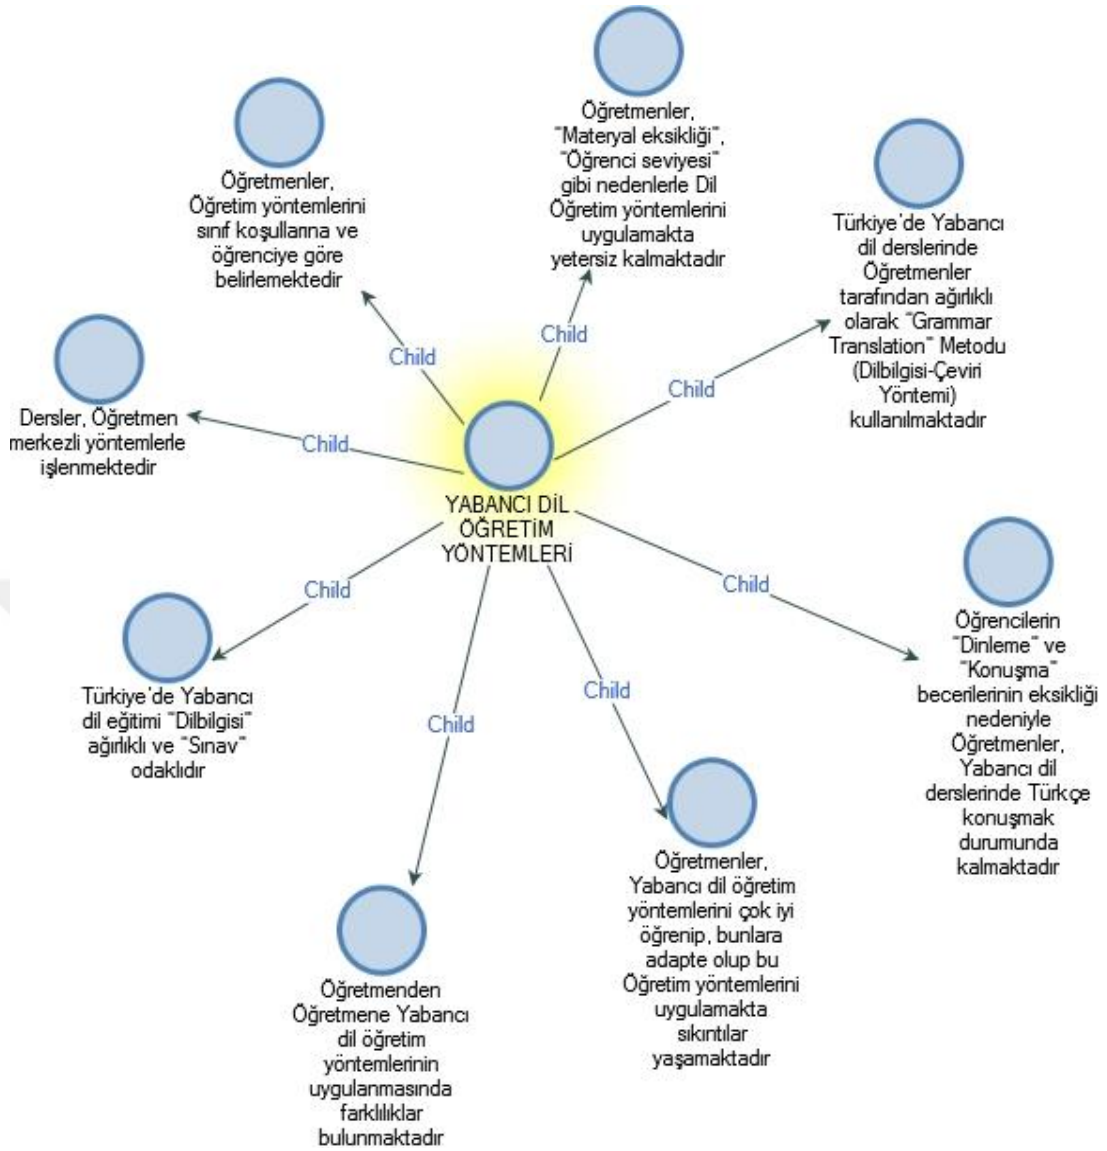 Öğretmenler,
"Materyal eksikliği",
"Öğrenci seviyesi"
gibi nedenlerle Dil
Öğretim yöntemlerini
uygulamakta
yetersiz kalmaktadır
Öğretmenler,
Öğretim yöntemlerini
sınıf koşullarına ve
öğrenciye göre
belirlemektedir
Türkiye'de Yabancı
dil derslerinde
Öğretmenler
tarafından ağırlıklı
olarak "Grammar
Translation" Metodu
(Dilbilgisi-Çeviri
Yöntemi)
kullanılmaktadır
Child
Child
Child
Dersler, Öğretmen
merkezli yöntemlerle
işlenmektedir
Child
YABANCI DİL
ÖĞRETİM
YÖNTEMLERİ
Child
Child
Child
Child
Türkiye'de Yabancı
dil eğitimi "Dilbilgisi"
ağırlıklı ve "Sınav"
odaklıdır
Öğrencilerin
"Dinleme" ve
"Konuşma"
becerilerinin eksikliği
nedeniyle
Öğretmenler,
Yabancı dil
derslerinde Türkçe
konuşmak
durumunda
kalmaktadır
Öğretmenler,
Yabancı dil öğretim
yöntemlerini çok iyi
öğrenip, bunlara
adapte olup bu
Öğretim yöntemlerini
uygulamakta
sıkıntılar
yaşamaktadır
Öğretmenden
Öğretmene Yabancı
dil öğretim
yöntemlerinin
uygulanmasında
farklılıklar
bulunmaktadır